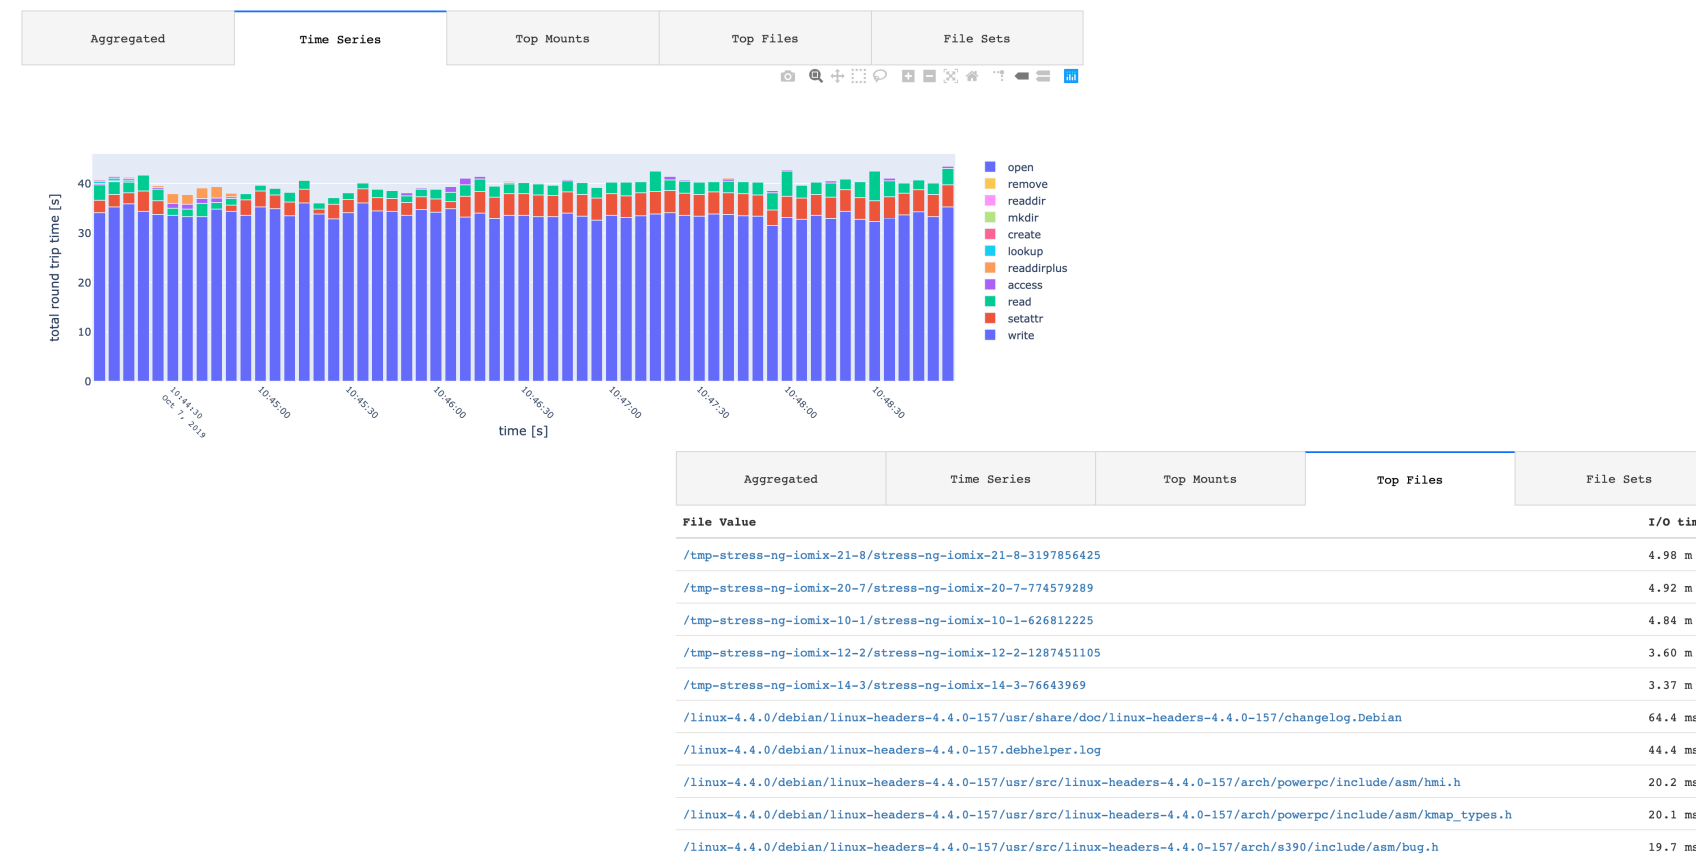 Aggregated
Time Series
Top Mounts
Top Files
File Sets
total round trip time [s]
40
30
20
10
0
10:44:30
Oct 7, 2019
10:45:00
10:45:30
10:46:00
10:46:30
10:47:00
10:47:30
10:48:00
10:48:30
time [s]
open
remove
readdir
mkdir
create
lookup
readdirplus
access
read
setattr
write
Aggregated
Time Series
Top Mounts
Top Files
File Sets
File Value I/O tim
/tmp-stress-ng-iomix-21-8/stress-ng-iomix-21-8-3197856425 4.98 m
/tmp-stress-ng-iomix-20-7/stress-ng-iomix-20-7-774579289 4.92 m
/tmp-stress-ng-iomix-10-1/stress-ng-iomix-10-1-626812225 4.84 m
/tmp-stress-ng-iomix-12-2/stress-ng-iomix-12-2-1287451105 3.60 m
/tmp-stress-ng-iomix-14-3/stress-ng-iomix-14-3-76643969 3.37 m
/linux-4.4.0/debian/linux-headers-4.4.0-157/usr/share/doc/linux-headers-4.4.0-157/changelog.Debian 64.4 ms
/linux-4.4.0/debian/linux-headers-4.4.0-157.debhelper.log 44.4 ms
/linux-4.4.0/debian/linux-headers-4.4.0-157/usr/src/linux-headers-4.4.0-157/arch/powerpc/include/asm/hmi.h 20.2 ms
/linux-4.4.0/debian/linux-headers-4.4.0-157/usr/src/linux-headers-4.4.0-157/arch/powerpc/include/asm/kmap_types.h 20.1 ms
/linux-4.4.0/debian/linux-headers-4.4.0-157/usr/src/linux-headers-4.4.0-157/arch/s390/include/asm/bug.h 19.7 ms